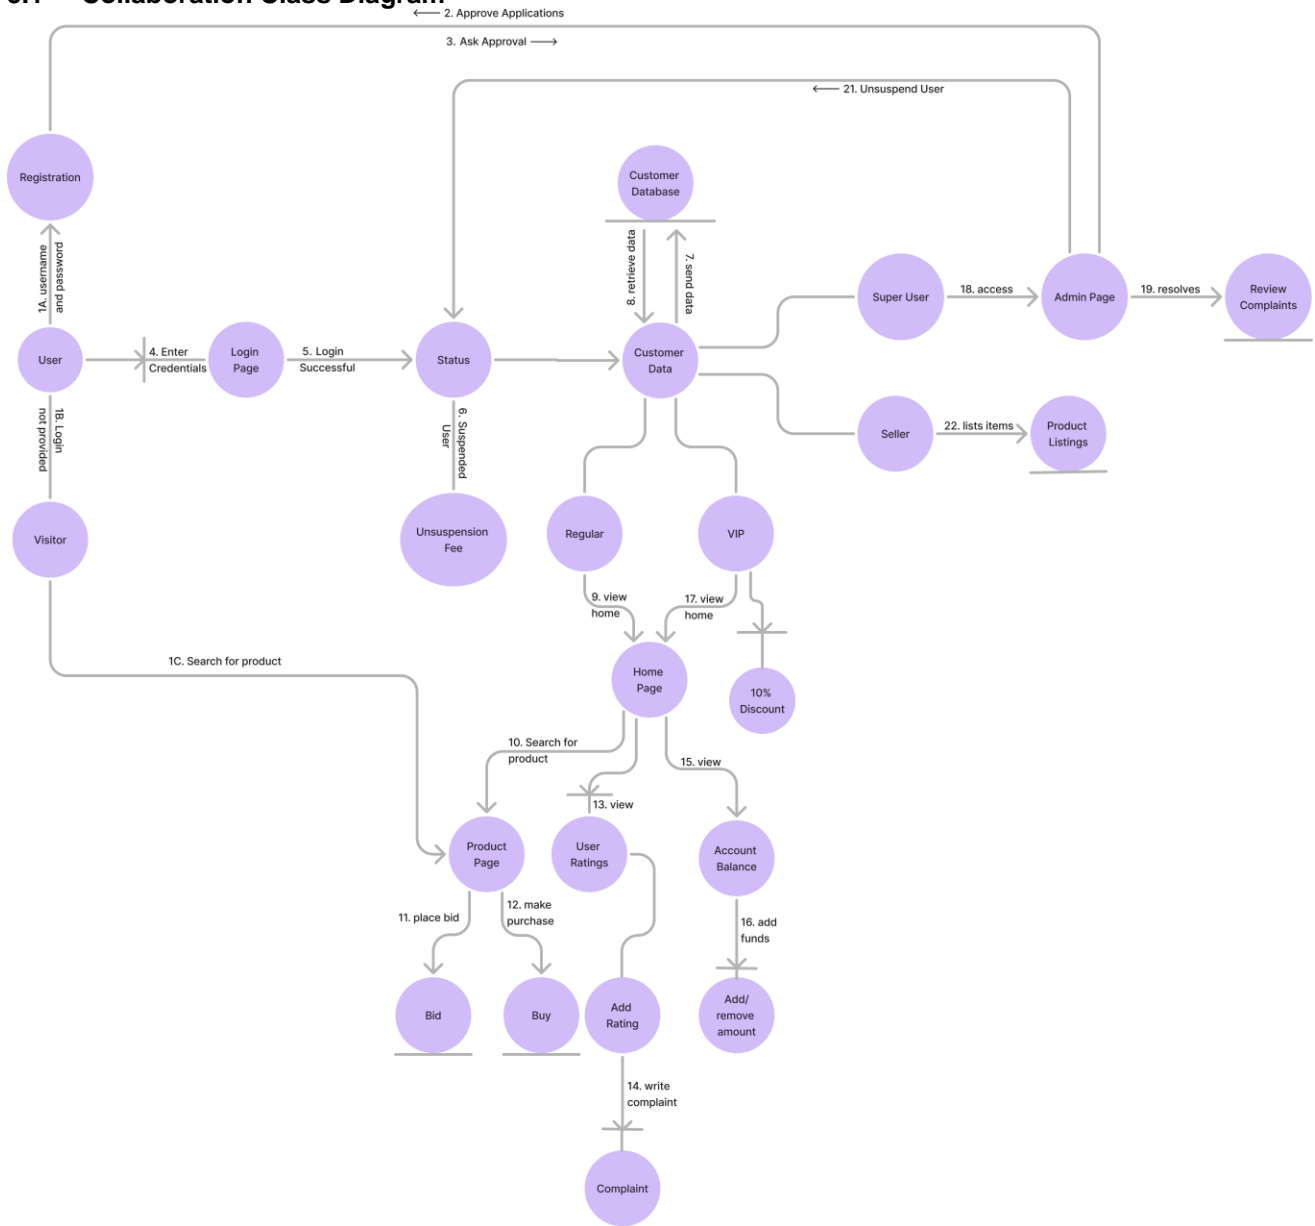 Collaboration Class Diagram
2. Approve Applications
3. Ask Approval
21. Unsuspend User
Registration
Customer
Database
1A. username
and password
8. retrieve data
7. send data
Super User
18. access
Admin Page
19. resolves
Review
Complaints
User
4. Enter
Credentials
Login
Page
5. Login
Successful
Status
Customer
Data
1B. Login
not provided
6. Suspended
User
Seller
22. lists items
Product
Listings
Visitor
Unsuspension
Fee
Regular
VIP
9. view
home
17. view
home
1C. Search for product
Home
Page
10%
Discount
10. Search for
product
13. view
15. view
Product
Page
User
Ratings
Account
Balance
11. place bid
12. make
purchase
16. add
funds
Bid
Buy
Add
Rating
Add/
remove
amount
14. write
complaint
Complaint